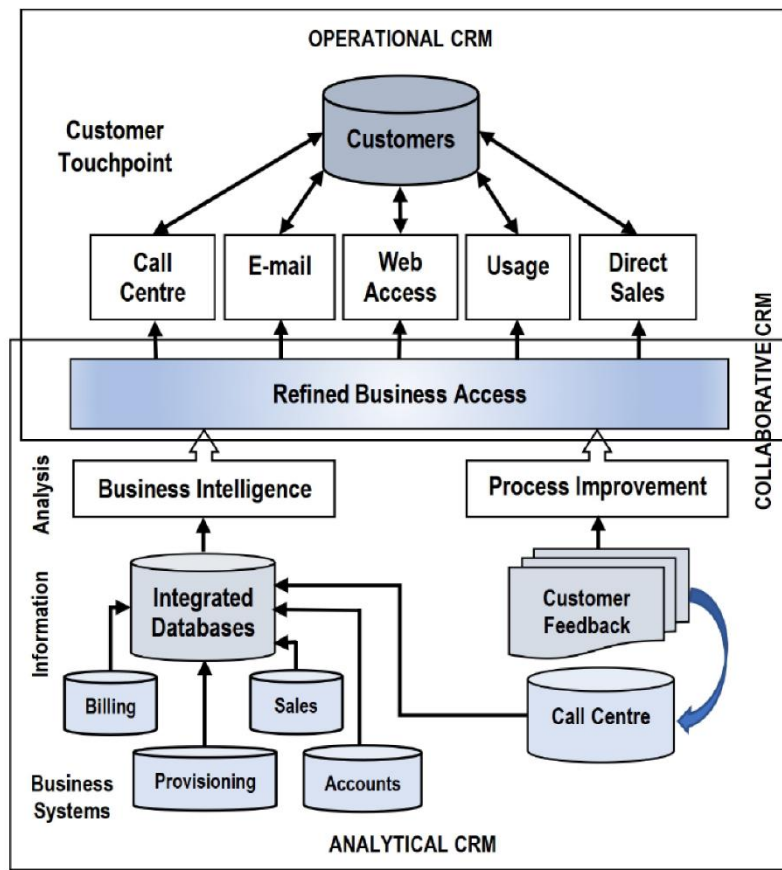 OPERATIONAL CRM
Customer
Touchpoint
Customers
Call
Centre
E-mail
Web
Access
Usage
Direct
Sales
COLLABORATIVE CRM
Refined Business Access
Analysis
Business Intelligence
Process Improvement
Information
Integrated
Databases
Customer
Feedback
Billing
Sales
Call Centre
Business
Systems
Provisioning
Accounts
ANALYTICAL CRM